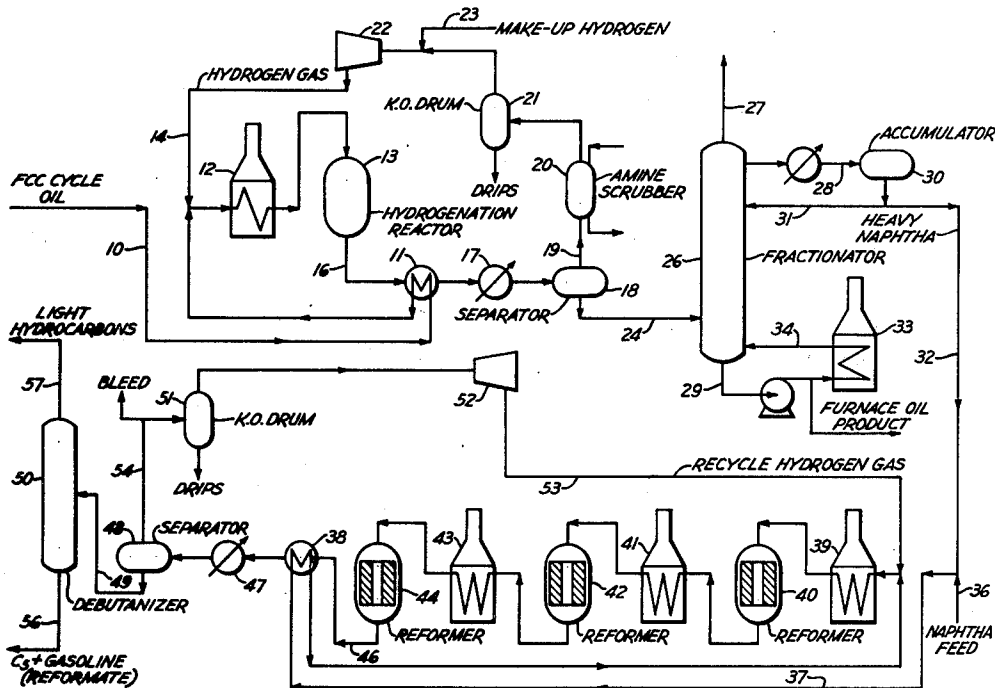 23
22
MAKE-UP HYDROGEN
HYDROGEN GAS
K.O. DRUM
21
27
14
12
13
20
ACCUMULATOR
FCC CYCLE
OIL
DRIPS
AMINE
SCRUBBER
28
30
HYDROGENATION
REACTOR
31
HEAVY
NAPHTHA
10
16
11
17
19
26
FRACTIONATOR
SEPARATOR
18
LIGHT
HYDROCARBONS
24
34
33
32
57
BLEED
51
52
29
K.O. DRUM
FURNACE OIL
PRODUCT
50
54
DRIPS
RECYCLE HYDROGEN GAS
53
48
SEPARATOR
38
43
41
39
49
47
44
42
40
36
DEBUTANIZER
56
REFORMER
REFORMER
REFORMER
46
NAPHTHA
FEED
C5+ GASOLINE
(REFORMATE)
37